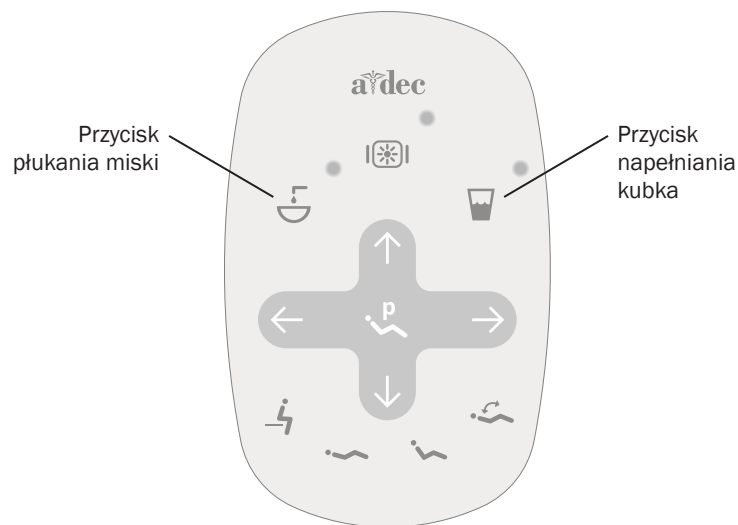 a dec
Przycisk
płukania miski
Przycisk
napełniania
kubka
p